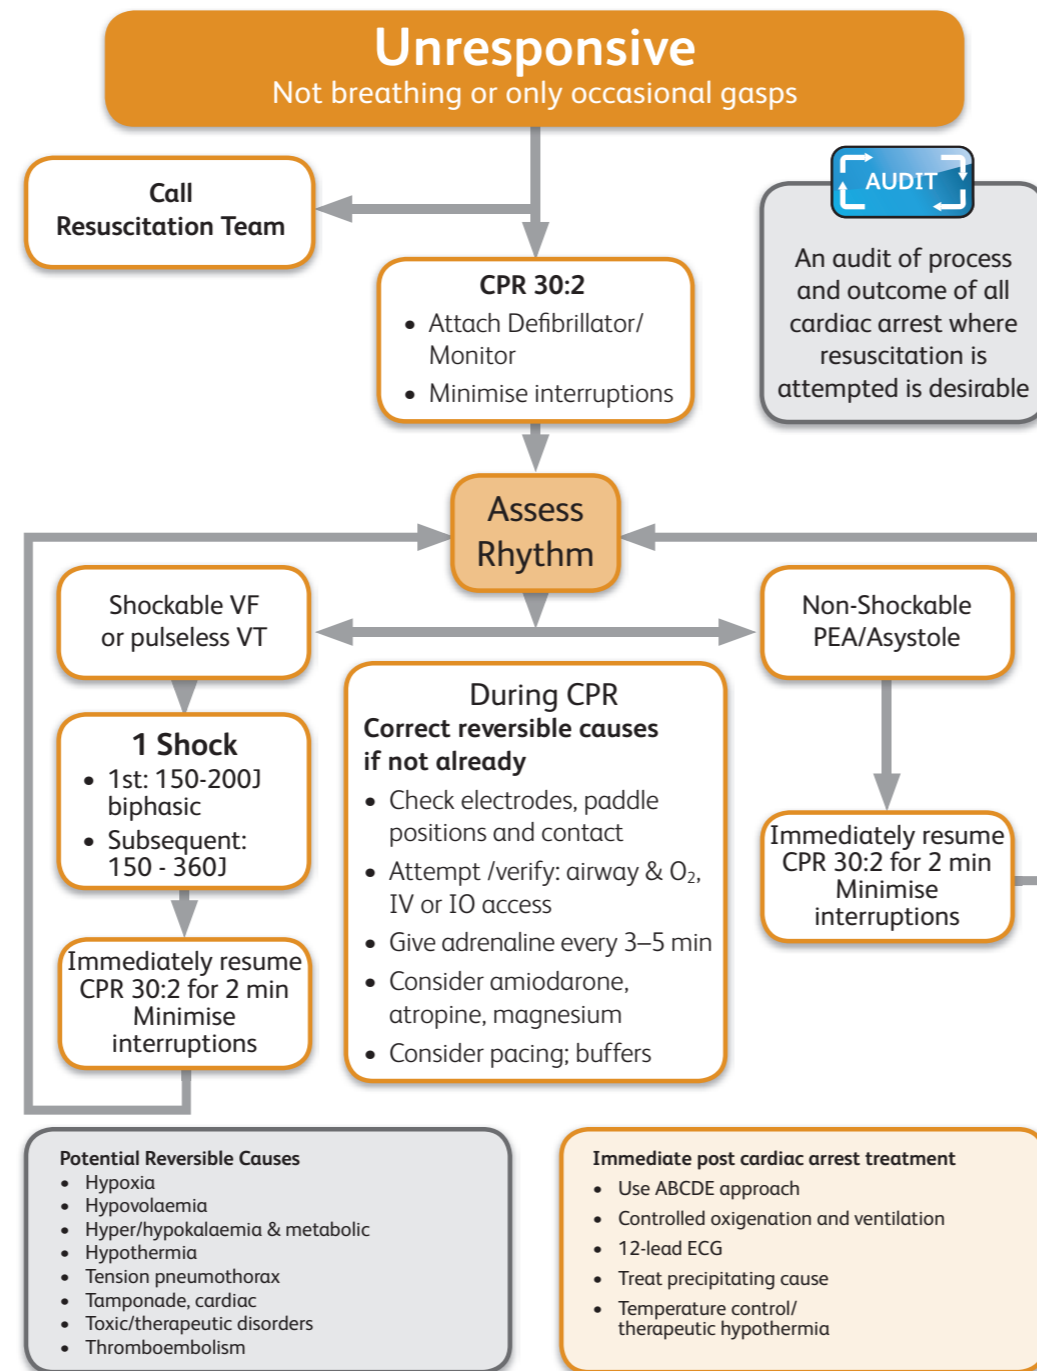 Unresponsive
Not breathing or only occasional gasps
Call
Resuscitation Team
AUDIT
An audit of process
and outcome of all
cardiac arrest where
resuscitation is
attempted is desirable
CPR 30:2
• Attach Defibrillator/
Monitor
• Minimise interruptions
Assess
Rhythm
Shockable VF
or pulseless VT
Non-Shockable
PEA/Asystole
1 Shock
• 1st: 150-200J
biphasic
• Subsequent:
150 - 360J
Immediately resume
CPR 30:2 for 2 min
Minimise
interruptions
During CPR
Correct reversible causes
if not already
• Check electrodes, paddle
positions and contact
• Attempt /verify: airway & O₂,
IV or IO access
• Give adrenaline every 3–5 min
• Consider amiodarone,
atropine, magnesium
• Consider pacing; buffers
Immediately resume
CPR 30:2 for 2 min
Minimise
interruptions
Potential Reversible Causes
• Hypoxia
• Hypovolaemia
• Hyper/hypokalaemia & metabolic
• Hypothermia
• Tension pneumothorax
• Tamponade, cardiac
• Toxic/therapeutic disorders
• Thromboembolism
Immediate post cardiac arrest treatment
• Use ABCDE approach
• Controlled oxigenation and ventilation
• 12-lead ECG
• Treat precipitating cause
• Temperature control/
therapeutic hypothermia